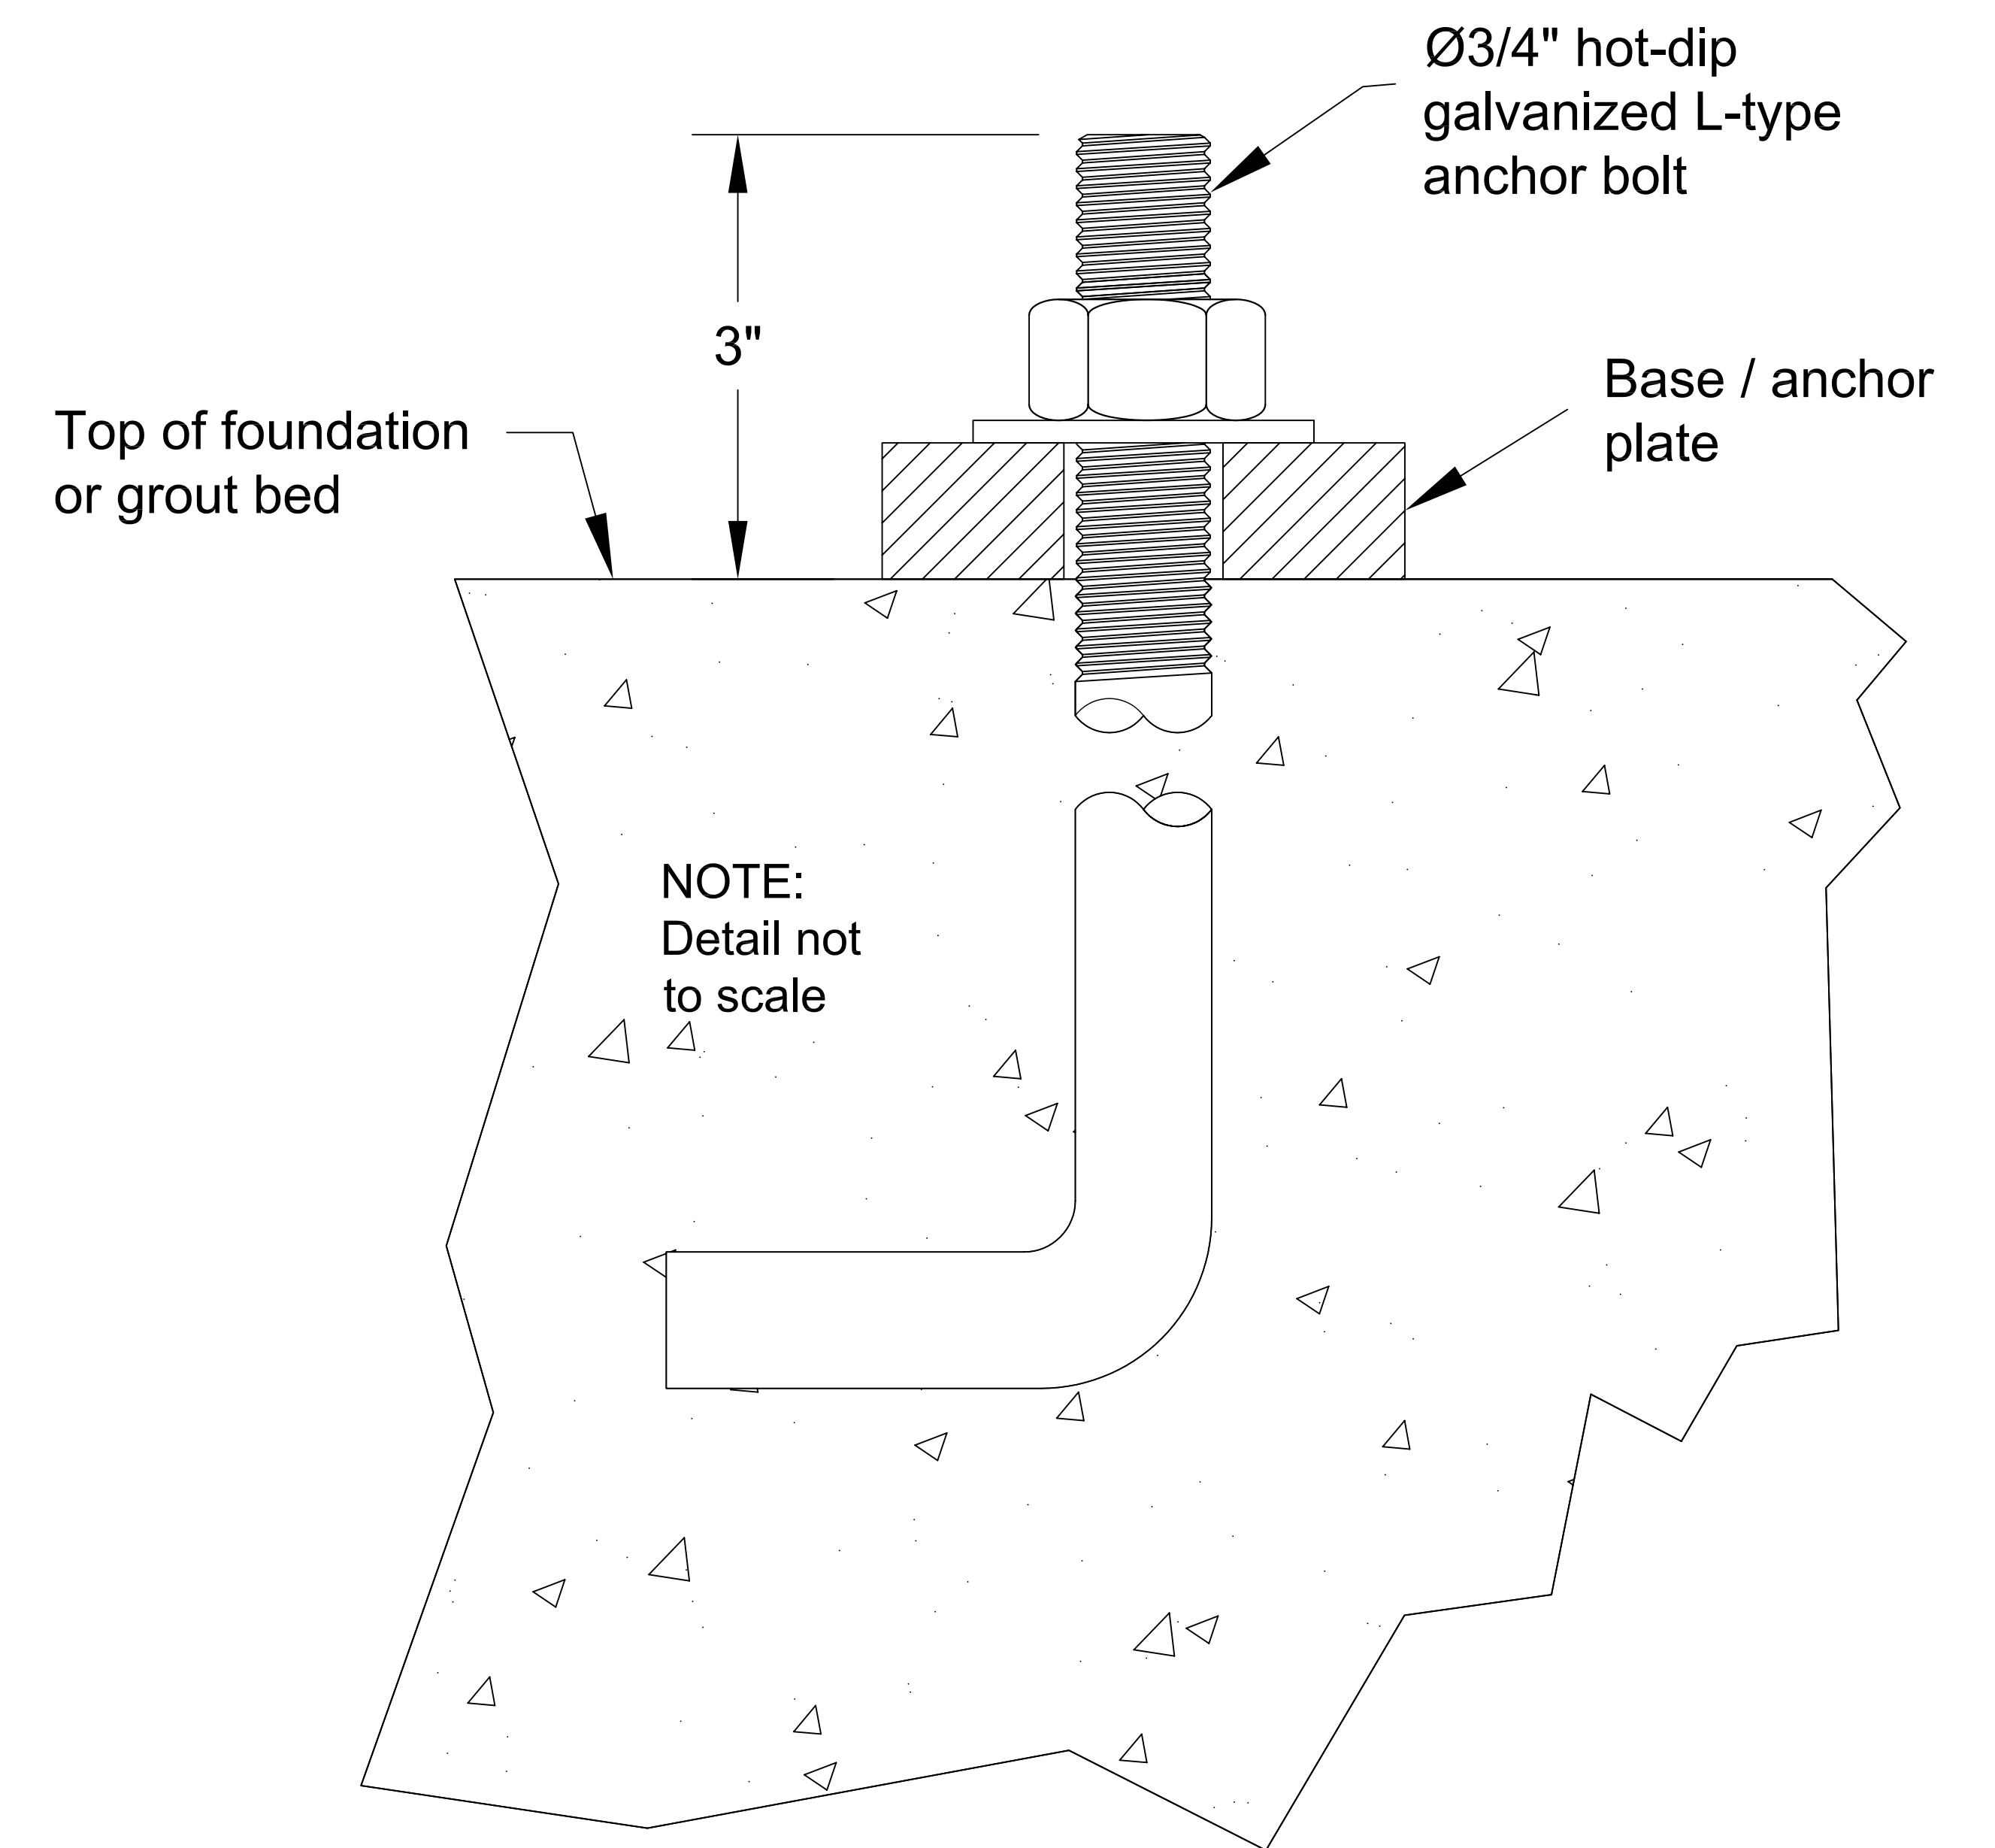 Ø3/4" hot-dip
galvanized L-type
anchor bolt
3"
Base / anchor
plate
Top of foundation
or grout bed
NOTE:
Detail not
to scale